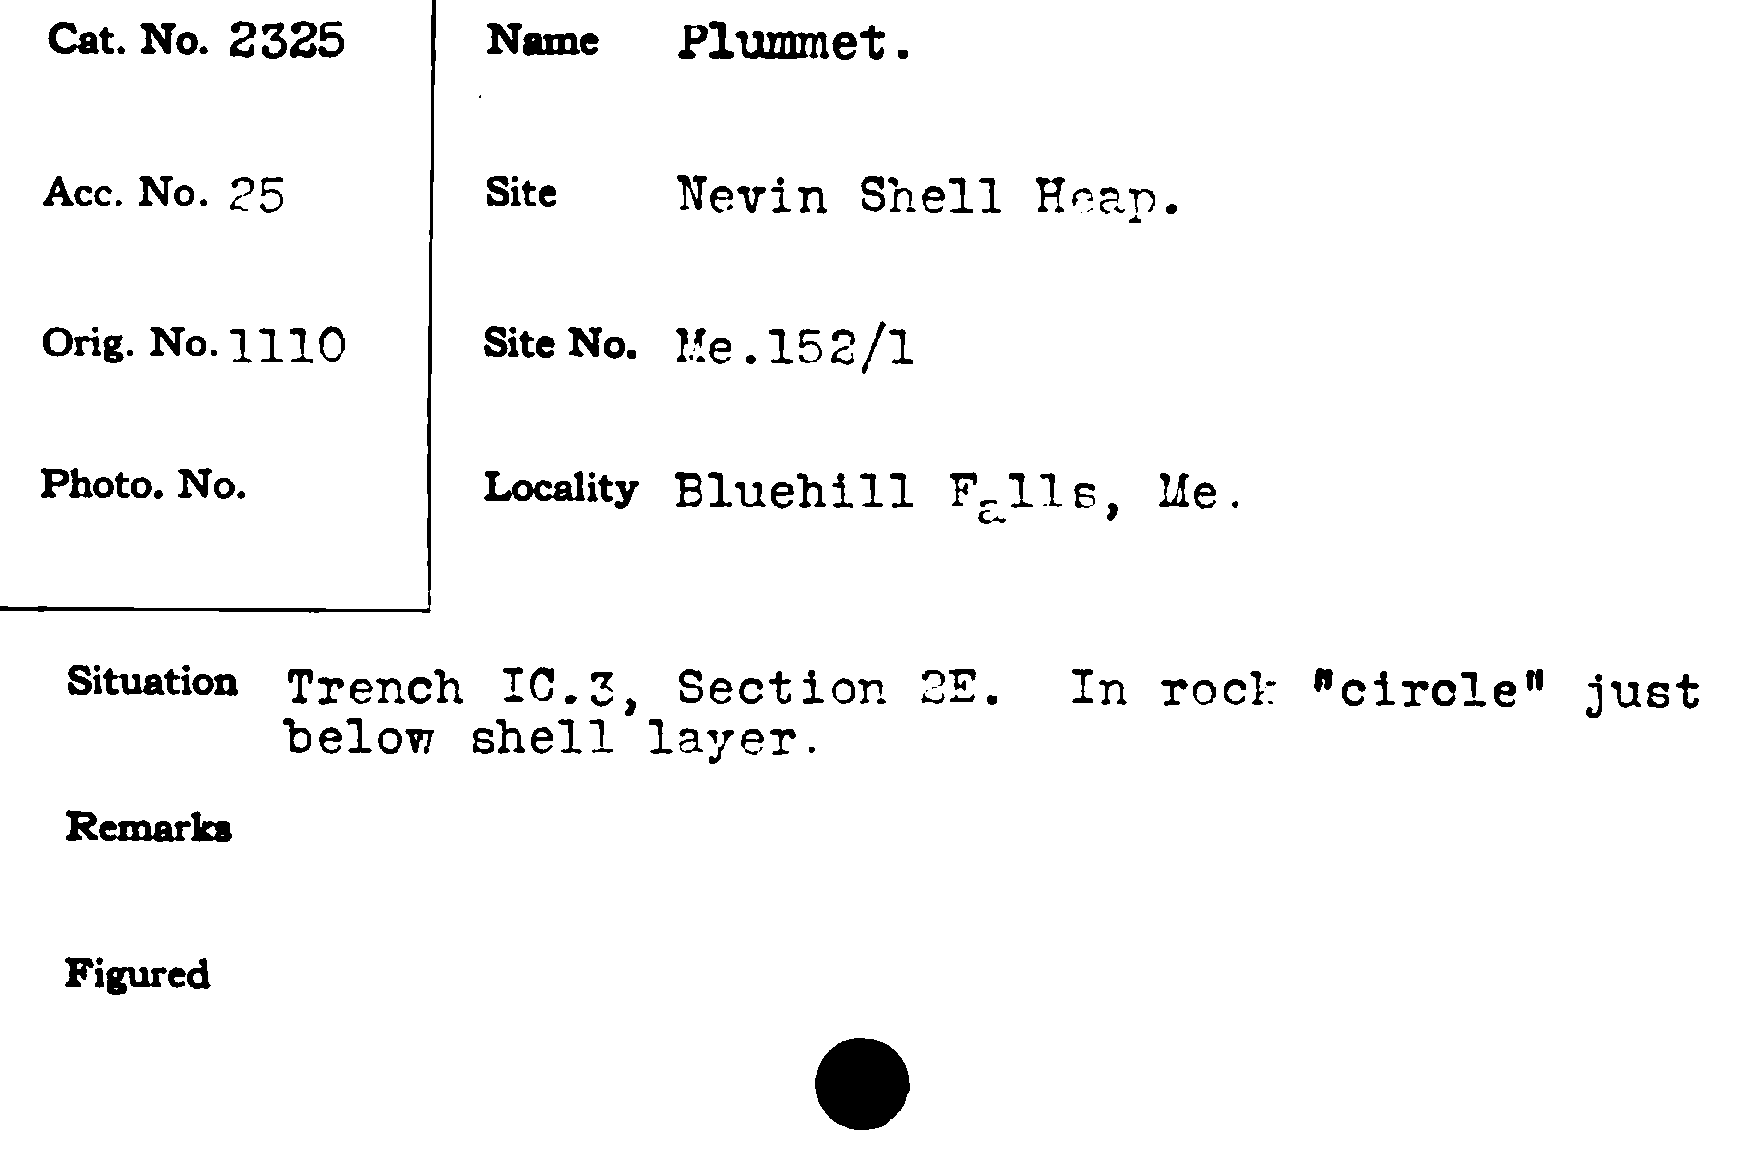 Cat. No. 2325
Name Plummet.
Acc. No. 25
Site Nevin Shell Heap.
Orig. No. 1110
Site No. Me.152/1
Photo. No.
Locality Bluehill Falls, Me.
Situation Trench IC.3, Section 2E. In rock "circle" just
below shell layer.
Remarks
Figured